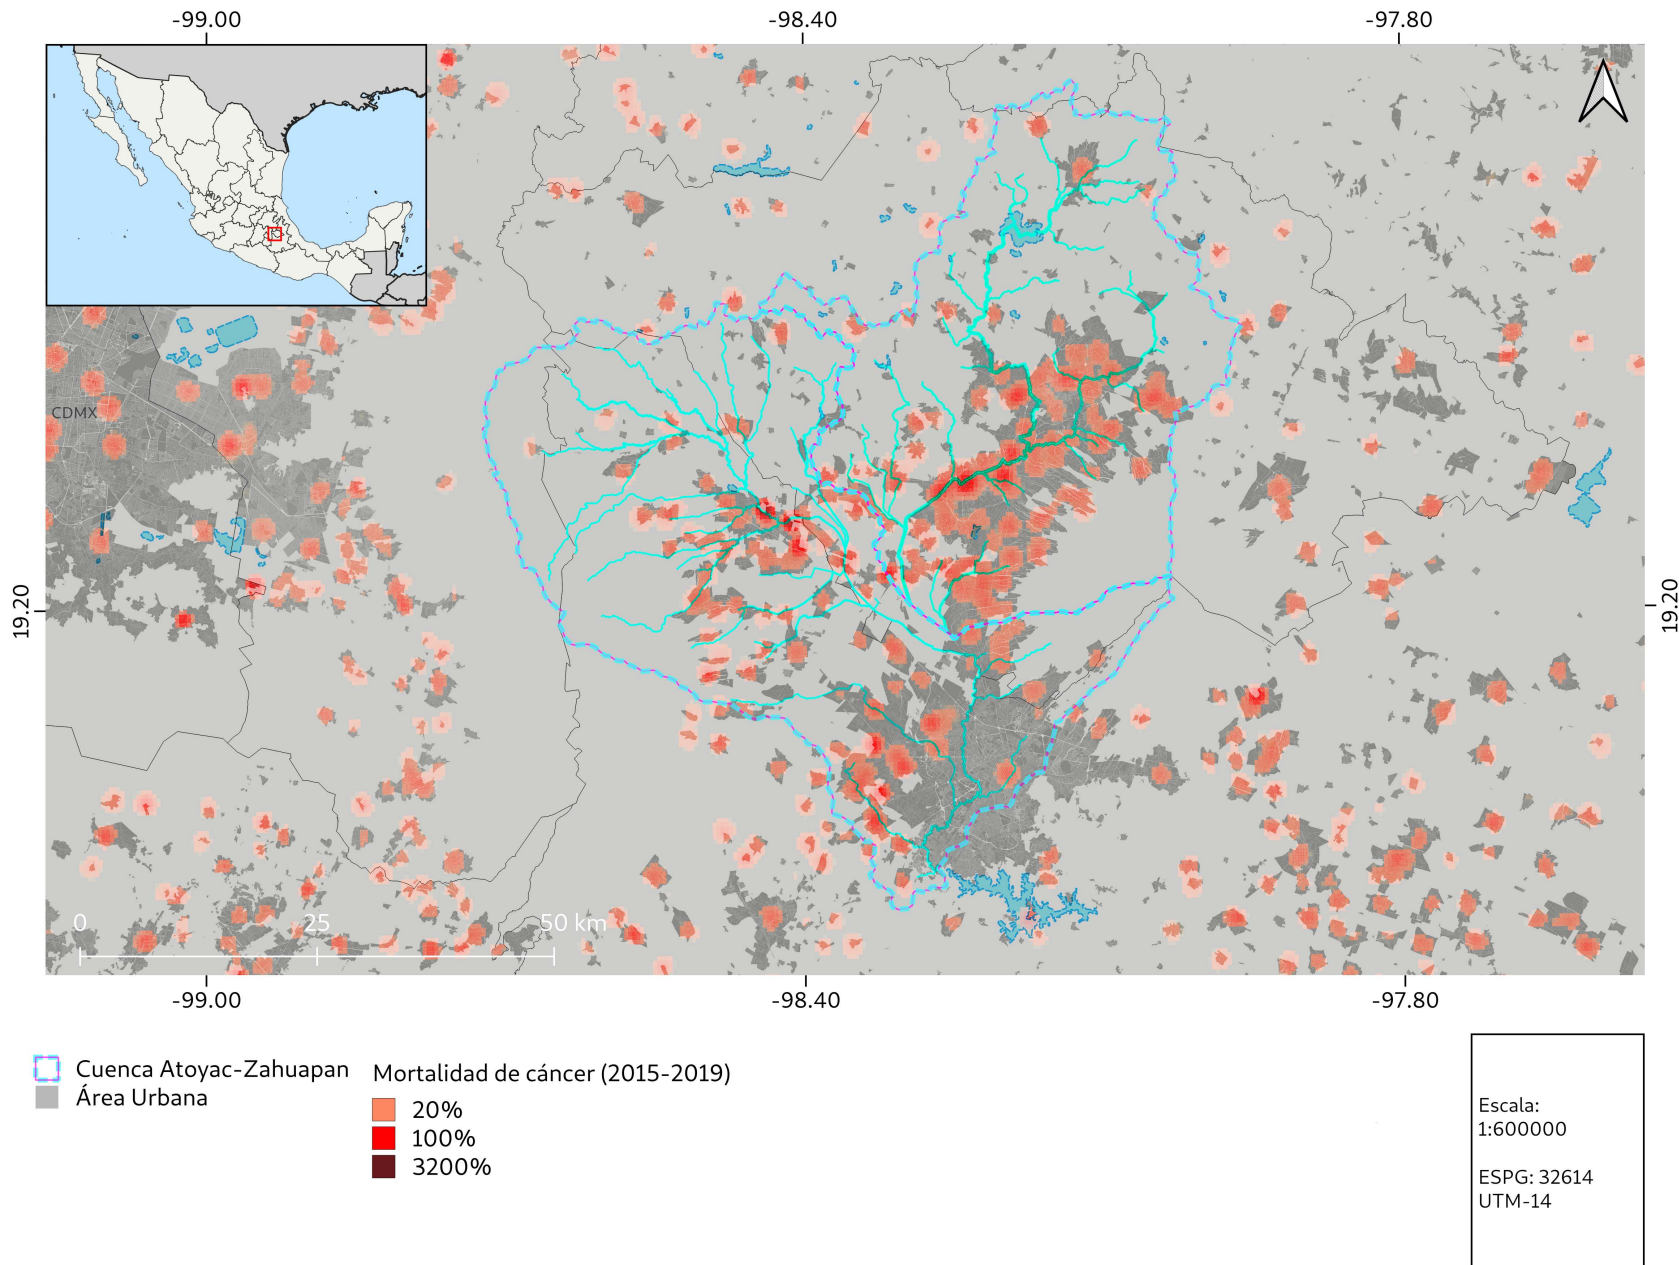 -99.00
-98.40
-97.80
CDMX
19.20
19.20
0
25
50 km
-99.00
-98.40
-97.80
Cuenca Atoyac-Zahuapan
Área Urbana
Mortalidad de cáncer (2015-2019)
20%
100%
3200%
Escala:
1:600000
ESPG: 32614
UTM-14